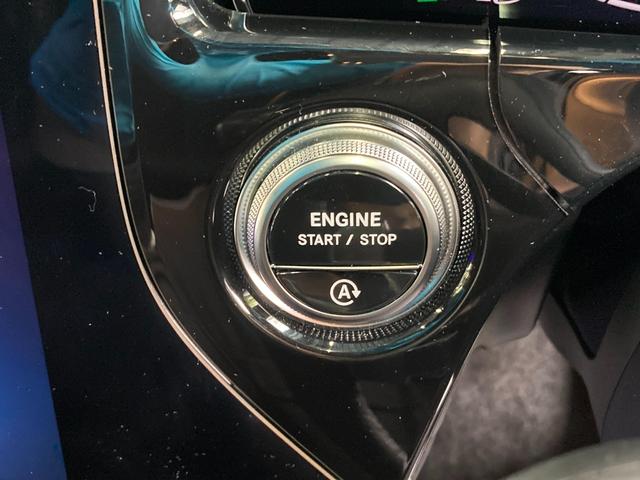 ENGINE
START / STOP
A